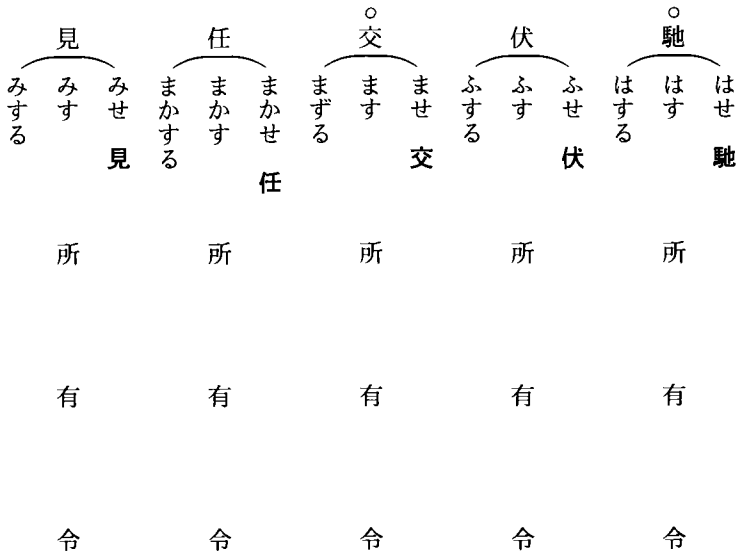 ○
馳
はせ 馳
はす
はする
所
有
令
伏
ふせ 伏
ふす
ふする
所
有
令
○
交
ませ 交
ます
まずる
所
有
令
任
まかせ 任
まかす
まかする
所
有
令
見
みせ 見
みす
みする
所
有
令